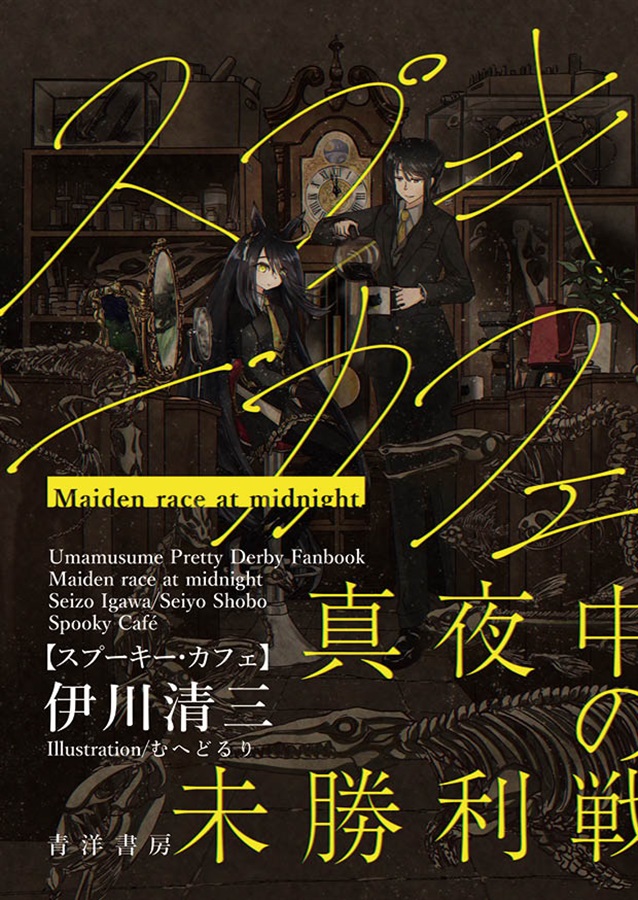 スプーキー・カフェ
Maiden race at midnight
Umamusume Pretty Derby Fanbook
Maiden race at midnight
Seizo Igawa/Seiyo Shobo
Spooky Café
【スプーキー・カフェ】
伊川清三
Illustration/むへどるり
青洋書房
真夜中の
未勝利戦